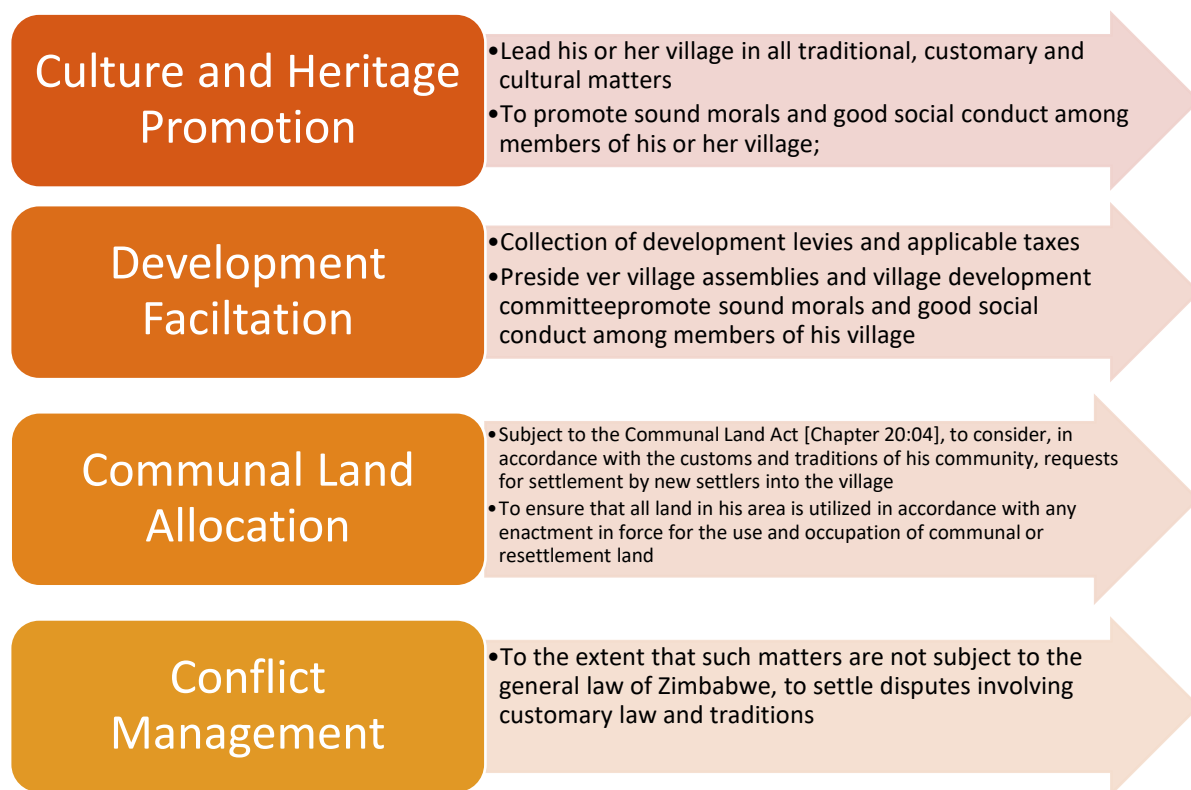 Culture and Heritage
Promotion
•Lead his or her village in all traditional, customary and
cultural matters
•To promote sound morals and good social conduct among
members of his or her village;
Development
Faciltation
•Collection of development levies and applicable taxes
•Preside ver village assemblies and village development
committeepromote sound morals and good social
conduct among members of his village
Communal Land
Allocation
•Subject to the Communal Land Act [Chapter 20:04], to consider, in
accordance with the customs and traditions of his community, requests
for settlement by new settlers into the village
•To ensure that all land in his area is utilized in accordance with any
enactment in force for the use and occupation of communal or
resettlement land
Conflict
Management
•To the extent that such matters are not subject to the
general law of Zimbabwe, to settle disputes involving
customary law and traditions